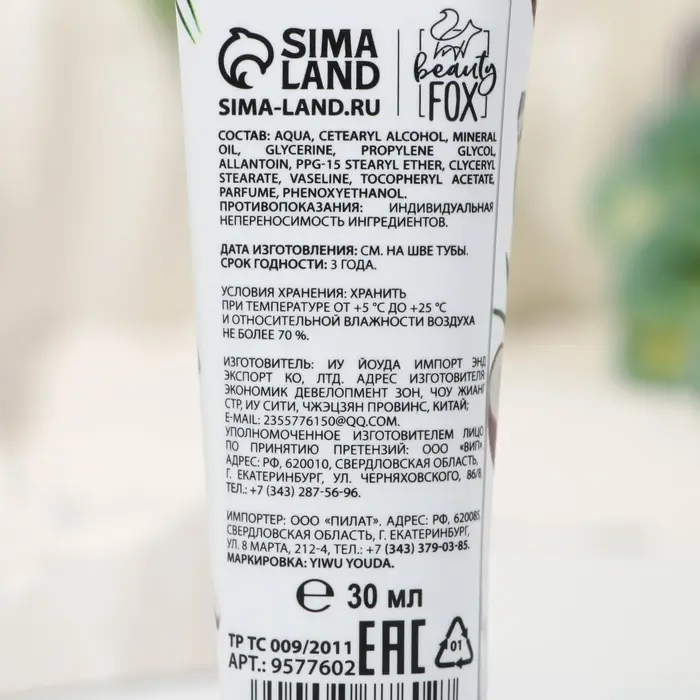 SIMA
LAND
SIMA-LAND.RU
beauty
FOX
СОСТАВ: AQUA, CETEARYL ALCOHOL, MINERAL
OIL, GLYCERINE, PROPYLENE GLYCOL,
ALLANTOIN, PPG-15 STEARYL ETHER, GLYCERYL
STEARATE, VASELINE, TOCOPHERYL ACETATE,
PARFUME, PHENOXYETHANOL.
ПРОТИВОПОКАЗАНИЯ: ИНДИВИДУАЛЬНАЯ
НЕПЕРЕНОСИМОСТЬ ИНГРЕДИЕНТОВ.
ДАТА ИЗГОТОВЛЕНИЯ: СМ. НА ШВЕ ТУБЫ.
СРОК ГОДНОСТИ: 3 ГОДА.
УСЛОВИЯ ХРАНЕНИЯ: ХРАНИТЬ
ПРИ ТЕМПЕРАТУРЕ ОТ +5 °С ДО +25 °С
И ОТНОСИТЕЛЬНОЙ ВЛАЖНОСТИ ВОЗДУХА
НЕ БОЛЕЕ 70 %.
ИЗГОТОВИТЕЛЬ: ИУ ЙОУДА ИМПОРТ ЭНД
ЭКСПОРТ КО, ЛТД. АДРЕС ИЗГОТОВИТЕЛЯ
ЭКОНОМИК ДЕВЕЛОПМЕНТ ЗОН, ЧОУ ЖИАНГ
СТР, ИУ СИТИ, ЧЖЭЦЗЯН ПРОВИНС, КИТАЙ;
E-MAIL: 2355776150@QQ.COM.
УПОЛНОМОЧЕННОЕ ИЗГОТОВИТЕЛЕМ ЛИЦО
ПО ПРИНЯТИЮ ПРЕТЕНЗИЙ: ООО «ВИП»
АДРЕС: РФ, 620010, СВЕРДЛОВСКАЯ ОБЛАСТЬ,
Г. ЕКАТЕРИНБУРГ, УЛ. ЧЕРНЯХОВСКОГО, 86/8
ТЕЛ.: +7 (343) 287-56-96.
ИМПОРТЕР: ООО «ПИЛАТ». АДРЕС: РФ, 620085,
СВЕРДЛОВСКАЯ ОБЛАСТЬ, Г. ЕКАТЕРИНБУРГ,
УЛ. 8 МАРТА, 212-4, ТЕЛ.: +7 (343) 379-03-85.
МАРКИРОВКА: YIWU YOUDA.
℮ 30 мл
ТР ТС 009/2011
АРТ.: 9577602
EAC
01